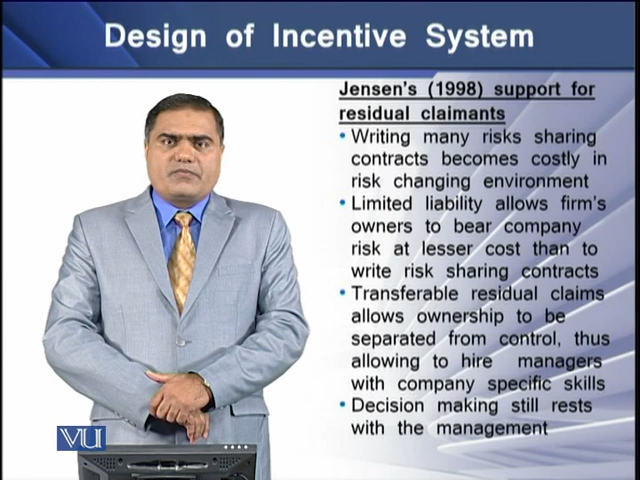 Design of Incentive System
Jensen's (1998) support for
residual claimants
• Writing many risks sharing
contracts becomes costly in
risk changing environment
• Limited liability allows firm's
owners to bear company
risk at lesser cost than to
write risk sharing contracts
• Transferable residual claims
allows ownership to be
separated from control, thus
allowing to hire managers
with company specific skills
• Decision making still rests
with the management
VU